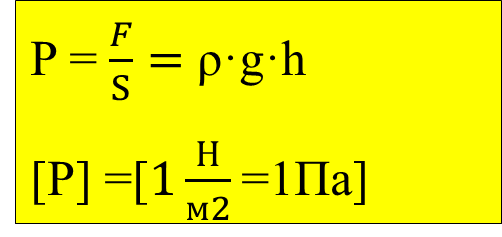 P = F/S = ρ·g·h
[P] =[1 Н/м2 =1Па]